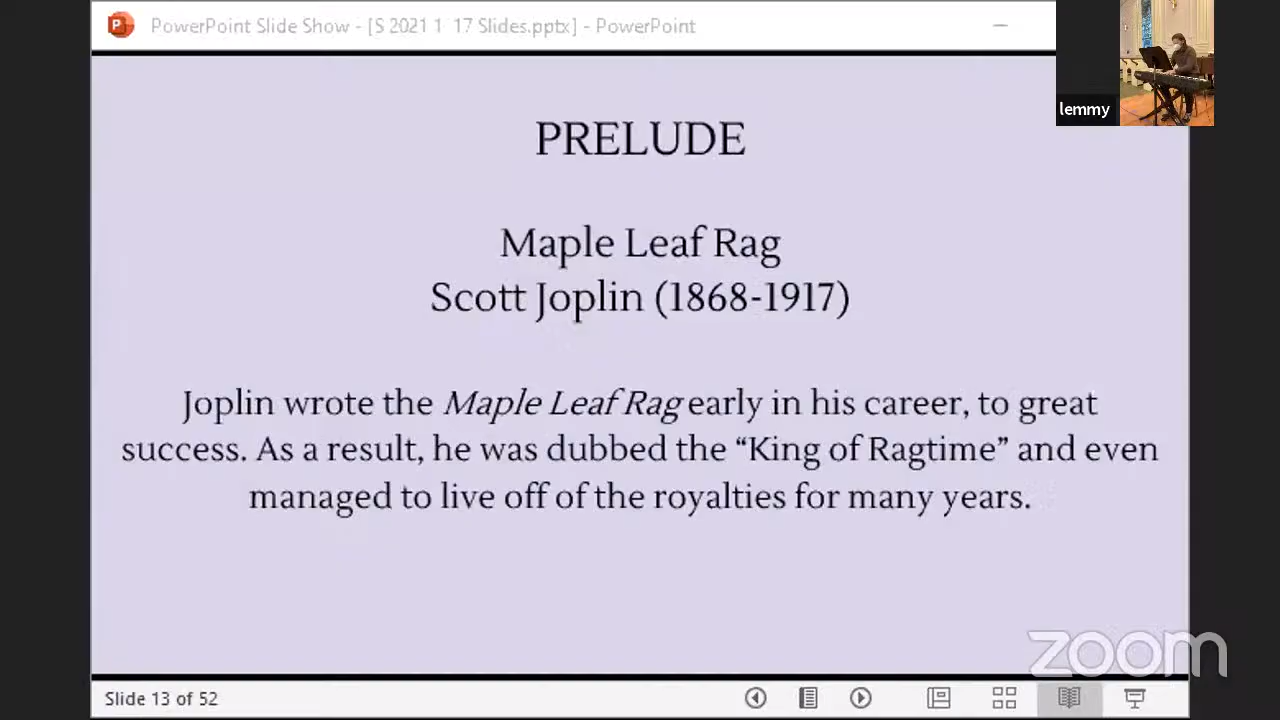 PowerPoint Slide Show - [S 2021 1 17 Slides.pptx] - PowerPoint
lemmy
PRELUDE
Maple Leaf Rag
Scott Joplin (1868-1917)
Joplin wrote the Maple Leaf Rag early in his career, to great
success. As a result, he was dubbed the “King of Ragtime” and even
managed to live off of the royalties for many years.
zoom
Slide 13 of 52